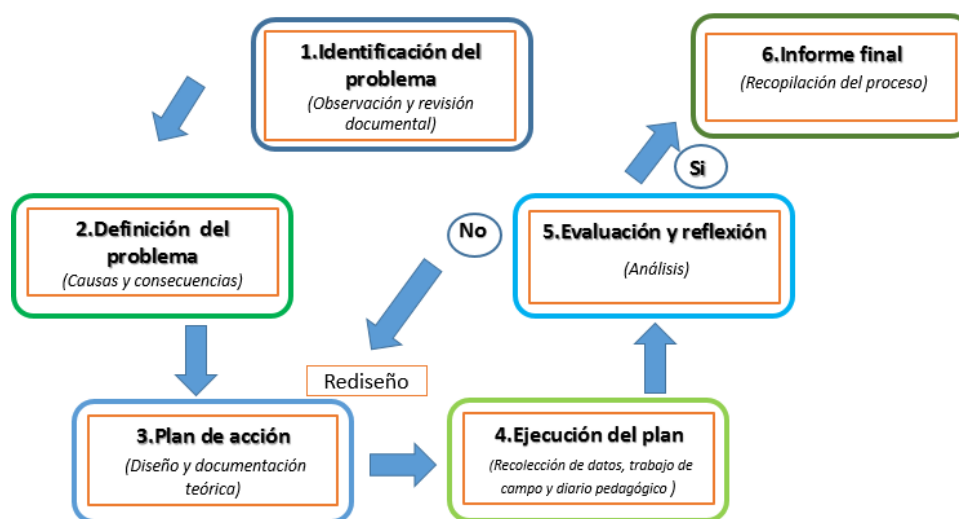 1.Identificación del
problema
(Observación y revisión
documental)
6.Informe final
(Recopilación del proceso)
Si
2.Definición del
problema
(Causas y consecuencias)
No
5.Evaluación y reflexión
(Análisis)
Rediseño
3.Plan de acción
(Diseño y documentación
teórica)
4.Ejecución del plan
(Recolección de datos, trabajo de
campo y diario pedagógico )